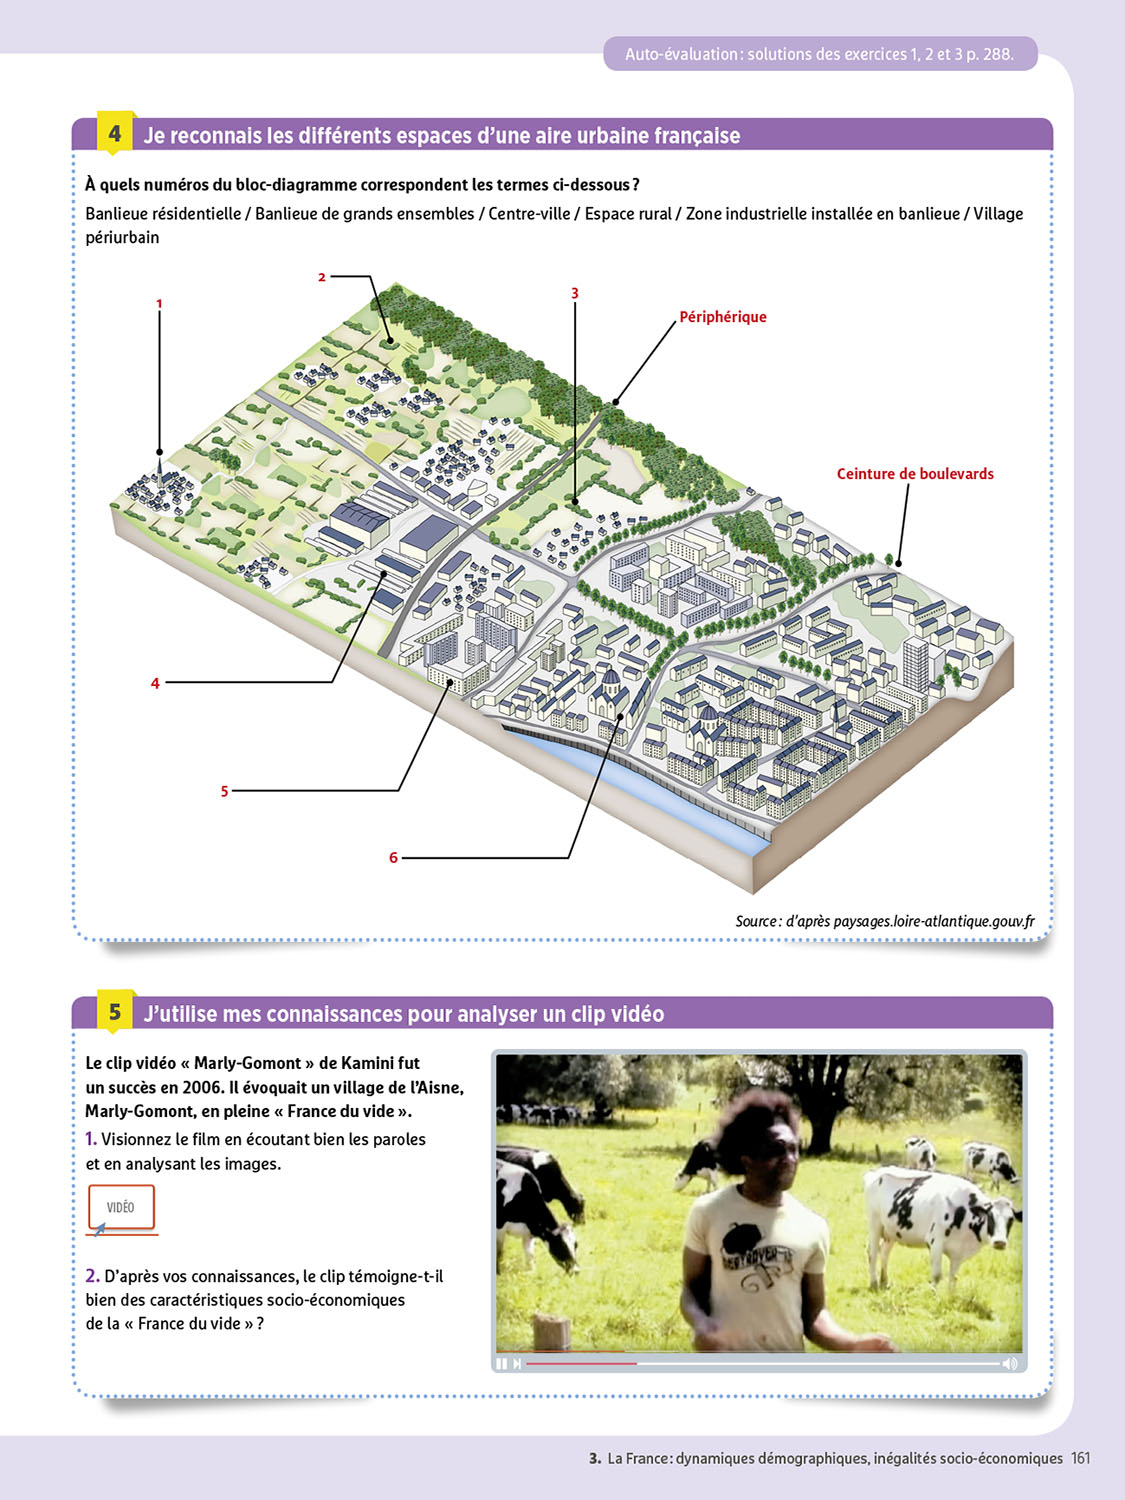 Auto-évaluation : solutions des exercices 1, 2 et 3 p. 288.
4 Je reconnais les différents espaces d'une aire urbaine française
À quels numéros du bloc-diagramme correspondent les termes ci-dessous ?
Banlieue résidentielle / Banlieue de grands ensembles / Centre-ville / Espace rural / Zone industrielle installée en banlieue / Village
périurbain
2
3
1
Périphérique
Ceinture de boulevards
4
5
6
Source : d'après paysages.loire-atlantique.gouv.fr
5 J'utilise mes connaissances pour analyser un clip vidéo
Le clip vidéo « Marly-Gomont » de Kamini fut
un succès en 2006. Il évoquait un village de l'Aisne,
Marly-Gomont, en pleine « France du vide ».
1. Visionnez le film en écoutant bien les paroles
et en analysant les images.
VIDÉO
2. D'après vos connaissances, le clip témoigne-t-il
bien des caractéristiques socio-économiques
de la « France du vide » ?
3. La France : dynamiques démographiques, inégalités socio-économiques 161